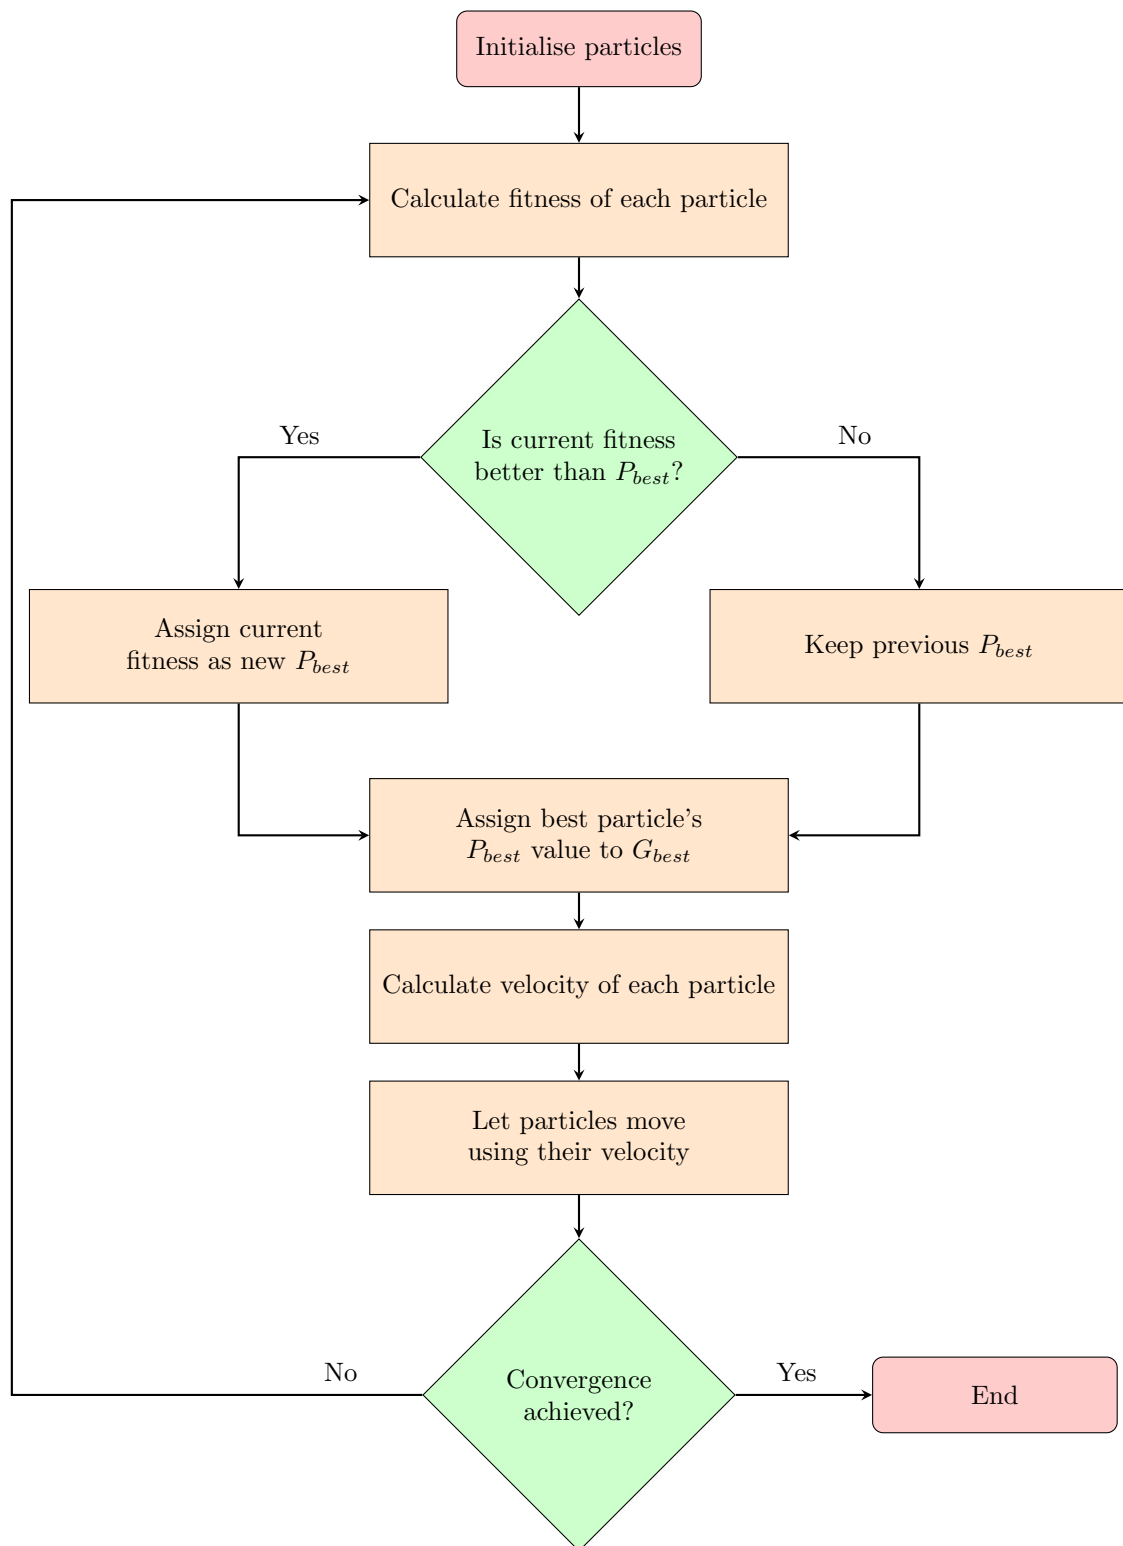 Initialise particles
Calculate fitness of each particle
Is current fitness
better than P_best?
Yes
No
Assign current
fitness as new P_best
Keep previous P_best
Assign best particle's
P_best value to G_best
Calculate velocity of each particle
Let particles move
using their velocity
Convergence
achieved?
No
Yes
End